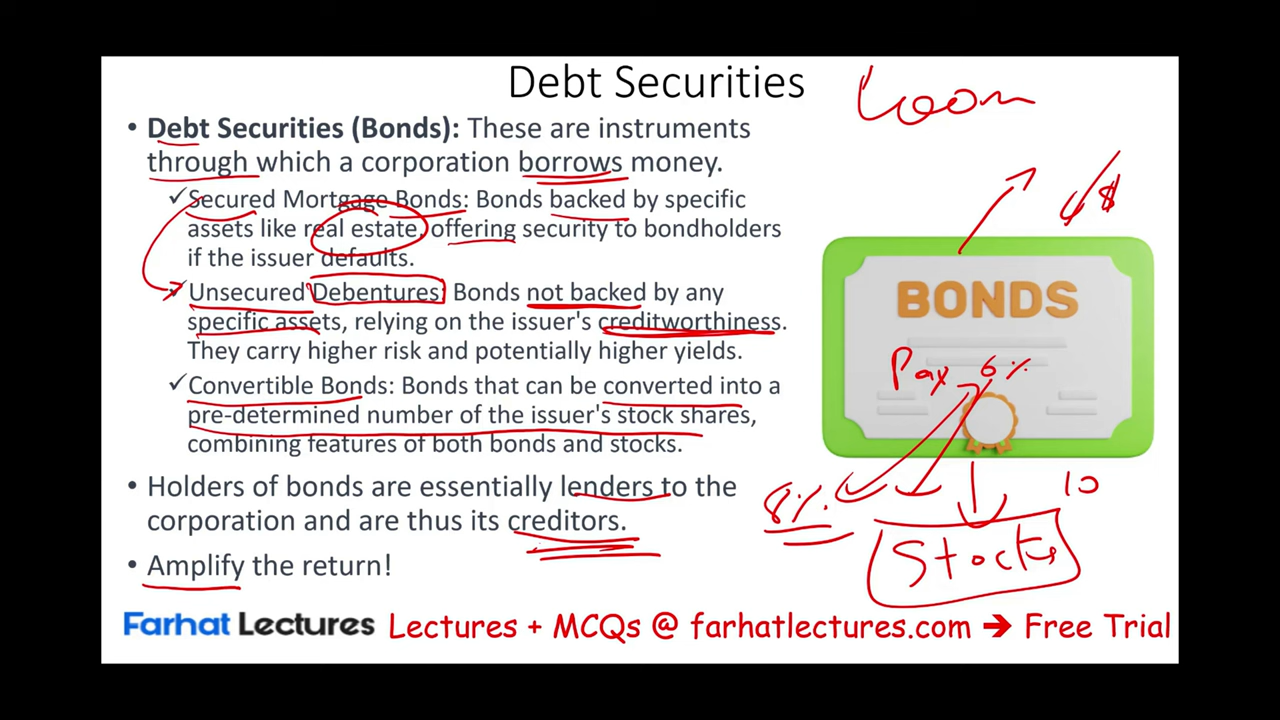 Debt Securities
Loan
• Debt Securities (Bonds): These are instruments
through which a corporation borrows money.
✓Secured Mortgage Bonds: Bonds backed by specific
assets like real estate, offering security to bondholders
if the issuer defaults.
✓Unsecured Debentures: Bonds not backed by any
specific assets, relying on the issuer's creditworthiness.
They carry higher risk and potentially higher yields.
✓Convertible Bonds: Bonds that can be converted into a
pre-determined number of the issuer's stock shares,
combining features of both bonds and stocks.
• Holders of bonds are essentially lenders to the
corporation and are thus its creditors.
• Amplify the return!
$
BONDS
Pay 6%
8%
10
Stocks
Farhat Lectures Lectures + MCQs @ farhatlectures.com → Free Trial